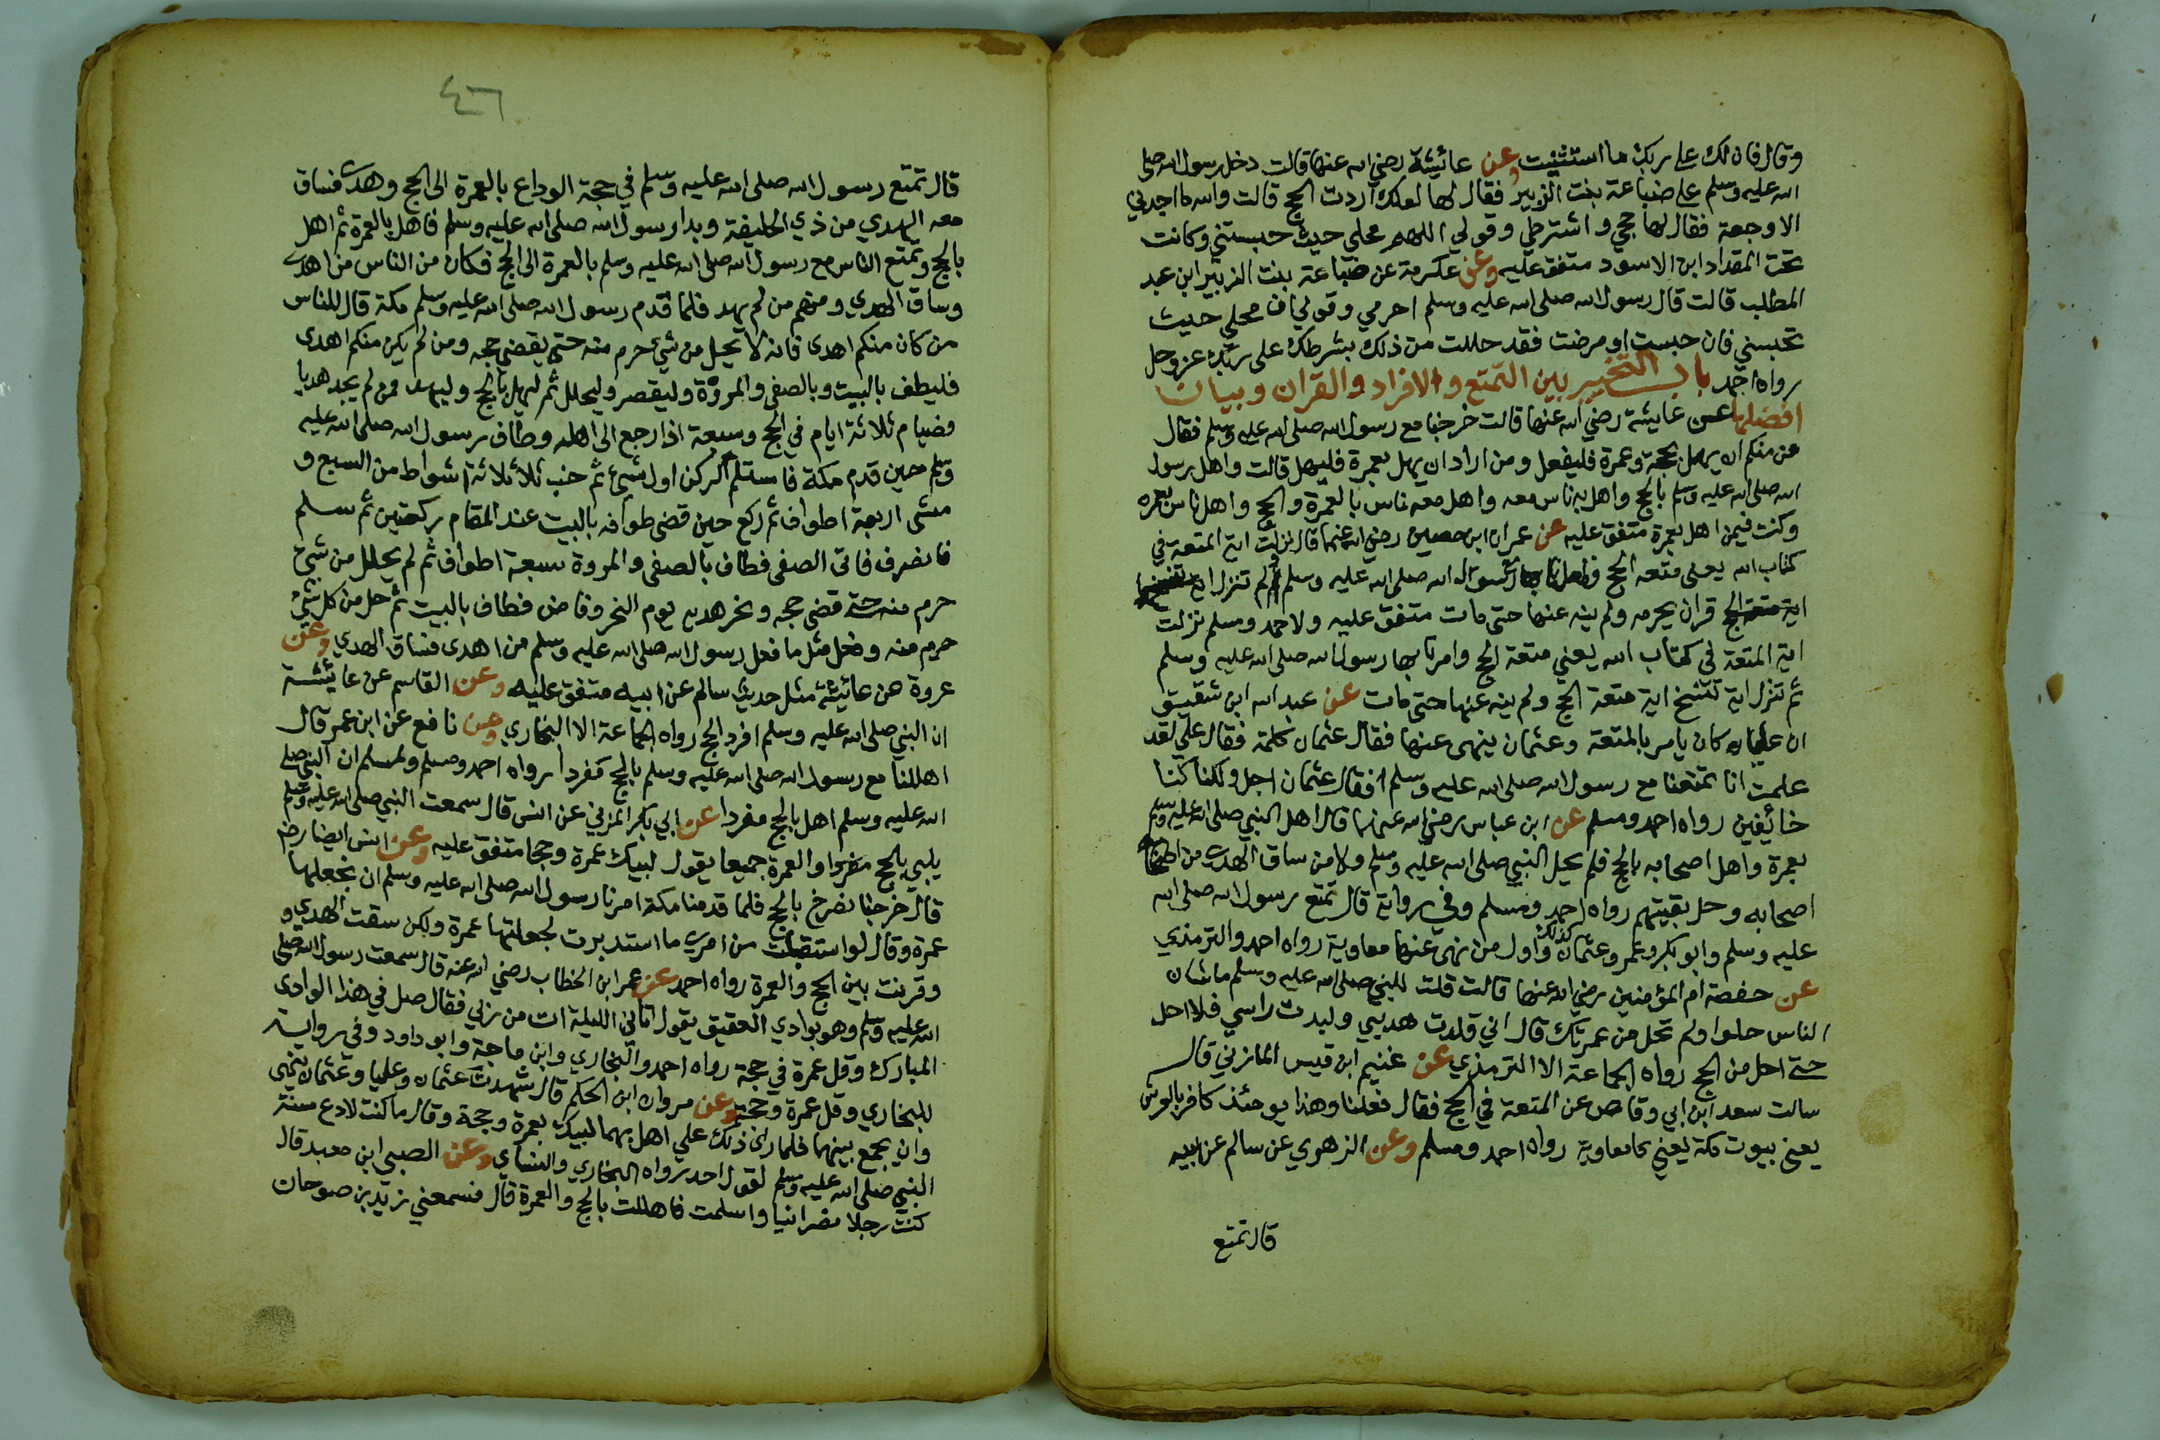 وقال فان لك على ربك ما استثنيت وعن عائيشة رضي الله عنها قالت دخل رسول الله صلى
الله عليه وسلم على ضباعة بنت الزبير فقال لها لعلك اردت الحج قالت والله ما اجدني
الا وجعة فقال لها حجي واشترطي وقولي اللهم محلي حيث حبستني وكانت
تحت المقداد ابن الاسود متفق عليه وعن عكرمة عن ضباعة بنت الزبير ابن عبد
المطلب قالت قال رسول الله صلى الله عليه وسلم احرمي وقولي ان محلي حيث
تحبسني فان حبست او مرضت فقد حللت من ذلك بشرطك على ربك عز وجل
رواه احمد باب التخيير بين التمتع والافراد والقران وبيان
افضلها عن عايشة رضي الله عنها قالت خرجنا مع رسول الله صلى الله عليه وسلم فقال
من منكم ان يهل بحجة وعمرة فليفعل ومن اراد ان يهل بعمرة فليهل قالت واهل رسول
الله صلى الله عليه وسلم بالحج واهل به ناس معه واهل معه ناس بالعمرة والحج واهل ناس بعمره
وكنت فيمن اهل بعمرة متفق عليه عن عمران ابن حصين رضي الله عنهما قال نزلت اية المتعة في
كتاب الله يعني متعه الحج وفعلناها مع رسول الله صلى الله عليه وسلم ثم لم تنزل اية تنسخ
اية متعة الحج قران يحرمه ولم ينه عنها حتى مات متفق عليه ولاحمد ومسلم نزلت
اية المتعة في كتاب الله يعني متعة الحج وامرنا بها رسول الله صلى الله عليه وسلم
ثم تنزل اية تنسخ اية متعة الحج ولم ينه عنها حتى مات عن عبد الله ابن شقيق
ان عليا كان يامر بالمتعة وعثمان ينهى عنها فقال عثمان كلمة فقال علي لقد
علمت انا تمتعنا مع رسول الله صلى الله عليه وسلم فقال عثمان اجل ولكنا كنا
خائفين رواه احمد ومسلم عن ابن عباس رضي الله عنهما قال اهل النبي صلى الله عليه وسلم
بعمرة واهل اصحابه بالحج فلم يحل النبي صلى الله عليه وسلم ولا من ساق الهدى من
اصحابه وحل بقيتهم رواه احمد ومسلم وفي رواية قال تمتع رسول الله صلى الله
عليه وسلم وابو بكر وعمر وعثمان كذلك واول من نهى عنها معاوية رواه احمد والترمذي
عن حفصة ام المؤمنين رضي الله عنها قالت قلت للنبي صلى الله عليه وسلم ما شان
الناس حلوا ولم تحل من عمرتك قال اني قلدت هديي ولبدت راسي فلا احل
حتى احل من الحج رواه الجماعة الا الترمذي عن غنيم ابن قيس المازني قال
سالت سعد ابن ابي وقاص عن المتعة في الحج فقال فعلنا وهذا يومئذ كافر بالعرش
يعني بيوت مكة يعني معاوية رواه احمد ومسلم وعن الزهري عن سالم عن ابيه
قال تمتع
٤٦
قال تمتع رسول الله صلى الله عليه وسلم في حجة الوداع بالعمرة الى الحج وهدى فساق
معه الهدي من ذي الحليفة وبدا رسول الله صلى الله عليه وسلم فاهل بالعمرة ثم اهل
بالحج وتمتع الناس مع رسول الله صلى الله عليه وسلم بالعمرة الى الحج فكان من الناس من اهدى
وساق الهدي ومنهم من لم يهد فلما قدم رسول الله صلى الله عليه وسلم مكة قال للناس
من كان منكم اهدى فانه لا يحل من شيئ حرم منه حتى يقضي حجه ومن لم يكن منكم اهدى
فليطف بالبيت وبالصفى والمروة وليقصر وليحلل ثم ليهل بالحج وليهد فمن لم يجد هديا
فصيام ثلاثة ايام في الحج وسبعة اذا رجع الى اهله وطاف رسول الله صلى الله عليه
وسلم حين قدم مكة فاستلم الركن اول شيئ ثم خب ثلاثة اشواط من السبع و
مشى اربعة اطواف ثم ركع حين قضى طوافه بالبيت عند المقام ركعتين ثم سلم
فانصرف فاتى الصفى فطاف بالصفى والمروة سبعة اطواف ثم لم يحلل من شيئ
حرم منه حتى قضى حجه ونحر هديه يوم النحر وفاض فطاف بالبيت ثم حل من كل شيئ
حرم منه وفعل مثل ما فعل رسول الله صلى الله عليه وسلم من اهدى فساق الهدي وعن
عروة عن عائيشة مثل حديث سالم عن ابيه متفق عليه وعن القاسم عن عائيشة
ان النبي صلى الله عليه وسلم افرد الحج رواه الجماعة الا البخاري وعن نافع عن ابن عمر قال
اهللنا مع رسول الله صلى الله عليه وسلم بالحج مفردا رواه احمد ومسلم ولمسلم ان النبي صلى
الله عليه وسلم اهل بالحج مفردا عن ابي بكر المزني عن انس قال سمعت النبي صلى الله عليه وسلم
يلبي بالحج والعمرة جميعا يقول لبيك عمرة وحجا متفق عليه وعن انس ايضا رضي
قال خرجنا نصرخ بالحج فلما قدمنا مكة امرنا رسول الله صلى الله عليه وسلم ان نجعلها
عمرة وقال لو استقبلت من امري ما استدبرت لجعلتها عمرة ولكن سقت الهدي و
وقرنت بين الحج والعمرة رواه احمد عن عمر ابن الخطاب رضي الله عنه قال سمعت رسول الله صلى
الله عليه وسلم وهو بوادي العقيق يقول اتاني الليلة ات من ربي فقال صل في هذا الوادي
المبارك وقل عمرة في حجة رواه احمد والبخاري وابن ماجة وابو داود وفي رواية
للبخاري وقل عمرة وحجة وعن مروان ابن الحكم قال شهدت عثمان وعليا وعثمان ينهى
وان يجمع بينهما فلما راى ذلك علي اهل بهما لبيك بعمرة وحجة وقال ما كنت لادع سنة
النبي صلى الله عليه وسلم لقول احد رواه البخاري والنساي وعن الصبي ابن معبد قال
كنت رجلا نصرانيا واسلمت فاهللت بالحج والعمرة قال فسمعني زيد بن صوحان